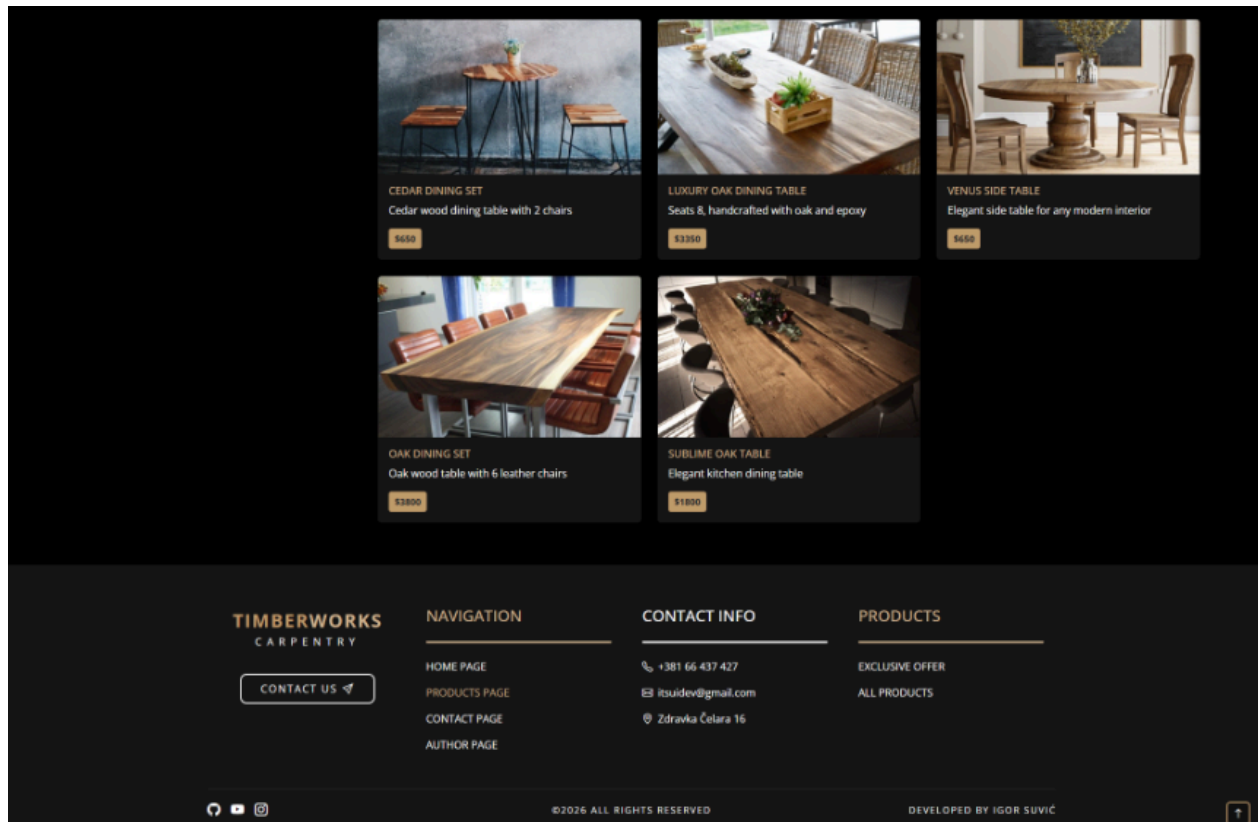 CEDAR DINING SET
Cedar wood dining table with 2 chairs
$650
LUXURY OAK DINING TABLE
Seats 8, handcrafted with oak and epoxy
$3350
VENUS SIDE TABLE
Elegant side table for any modern interior
$650
OAK DINING SET
Oak wood table with 6 leather chairs
$3800
SUBLIME OAK TABLE
Elegant kitchen dining table
$1800
TIMBERWORKS
CARPENTRY
CONTACT US
NAVIGATION
HOME PAGE
PRODUCTS PAGE
CONTACT PAGE
AUTHOR PAGE
CONTACT INFO
+381 66 437 427
itsuidev@gmail.com
Zdravka Čelara 16
PRODUCTS
EXCLUSIVE OFFER
ALL PRODUCTS
©2026 ALL RIGHTS RESERVED
DEVELOPED BY IGOR SUVIĆ